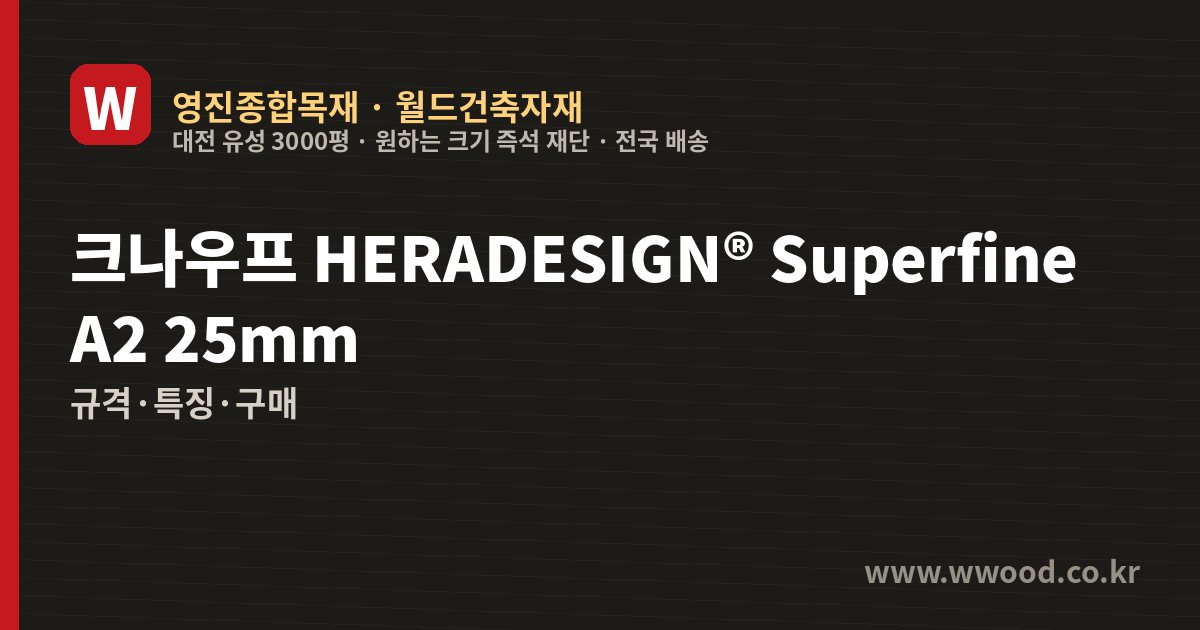 W
영진종합목재 · 월드건축자재
대전 유성 3000평 · 원하는 크기 즉석 재단 · 전국 배송
크나우프 HERADESIGN® Superfine
A2 25mm
규격·특징·구매
www.wwood.co.kr